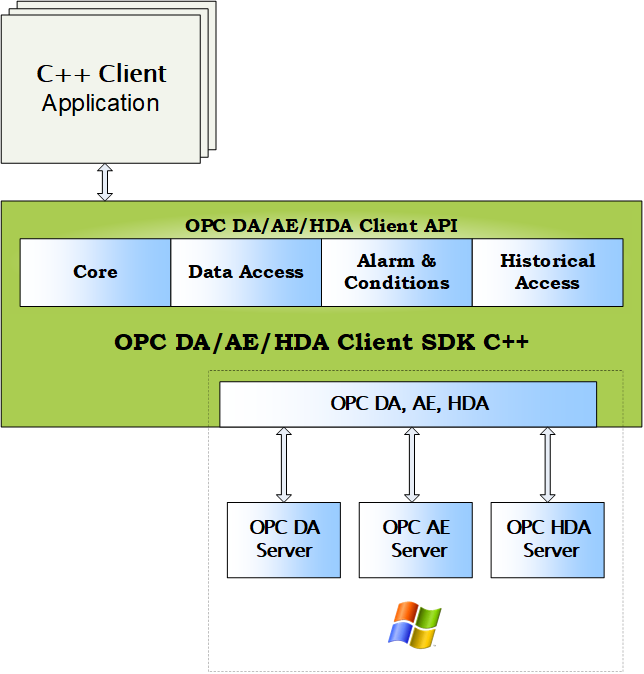 C++ Client
Application
OPC DA/AE/HDA Client API
Core
Data Access
Alarm &
Conditions
Historical
Access
OPC DA/AE/HDA Client SDK C++
OPC DA, AE, HDA
OPC DA
Server
OPC AE
Server
OPC HDA
Server